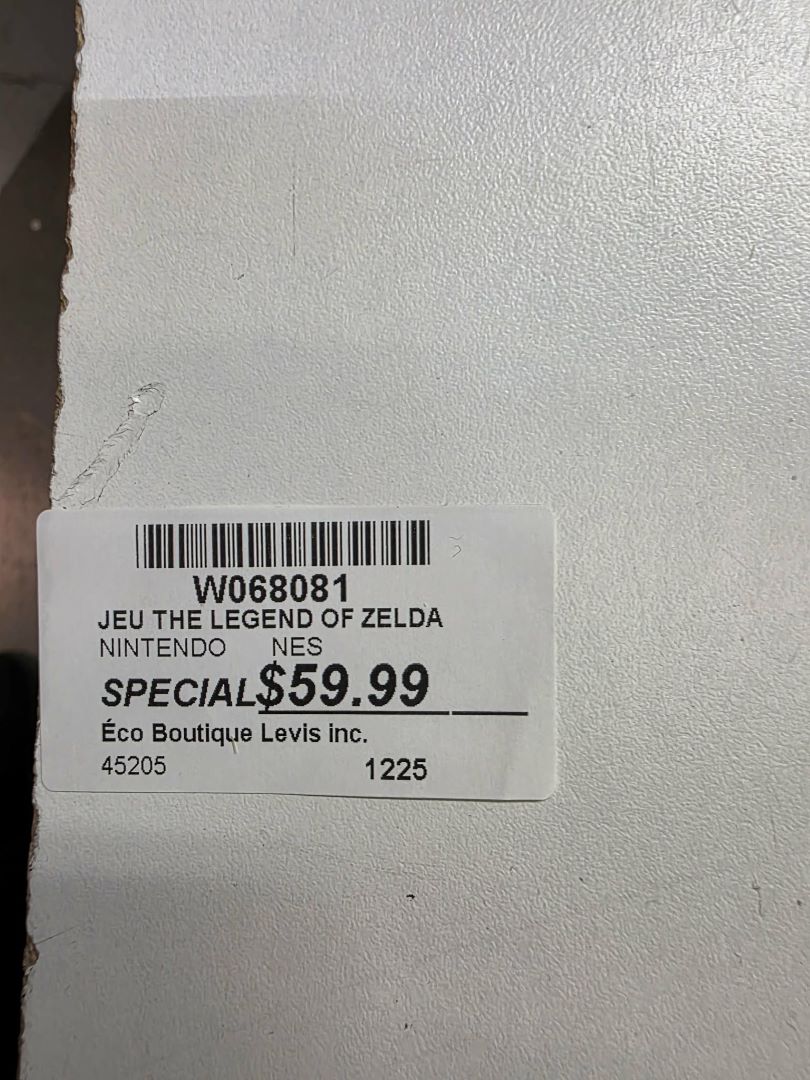 W068081
JEU THE LEGEND OF ZELDA
NINTENDO NES
SPECIAL $59.99
Éco Boutique Levis inc.
45205 1225